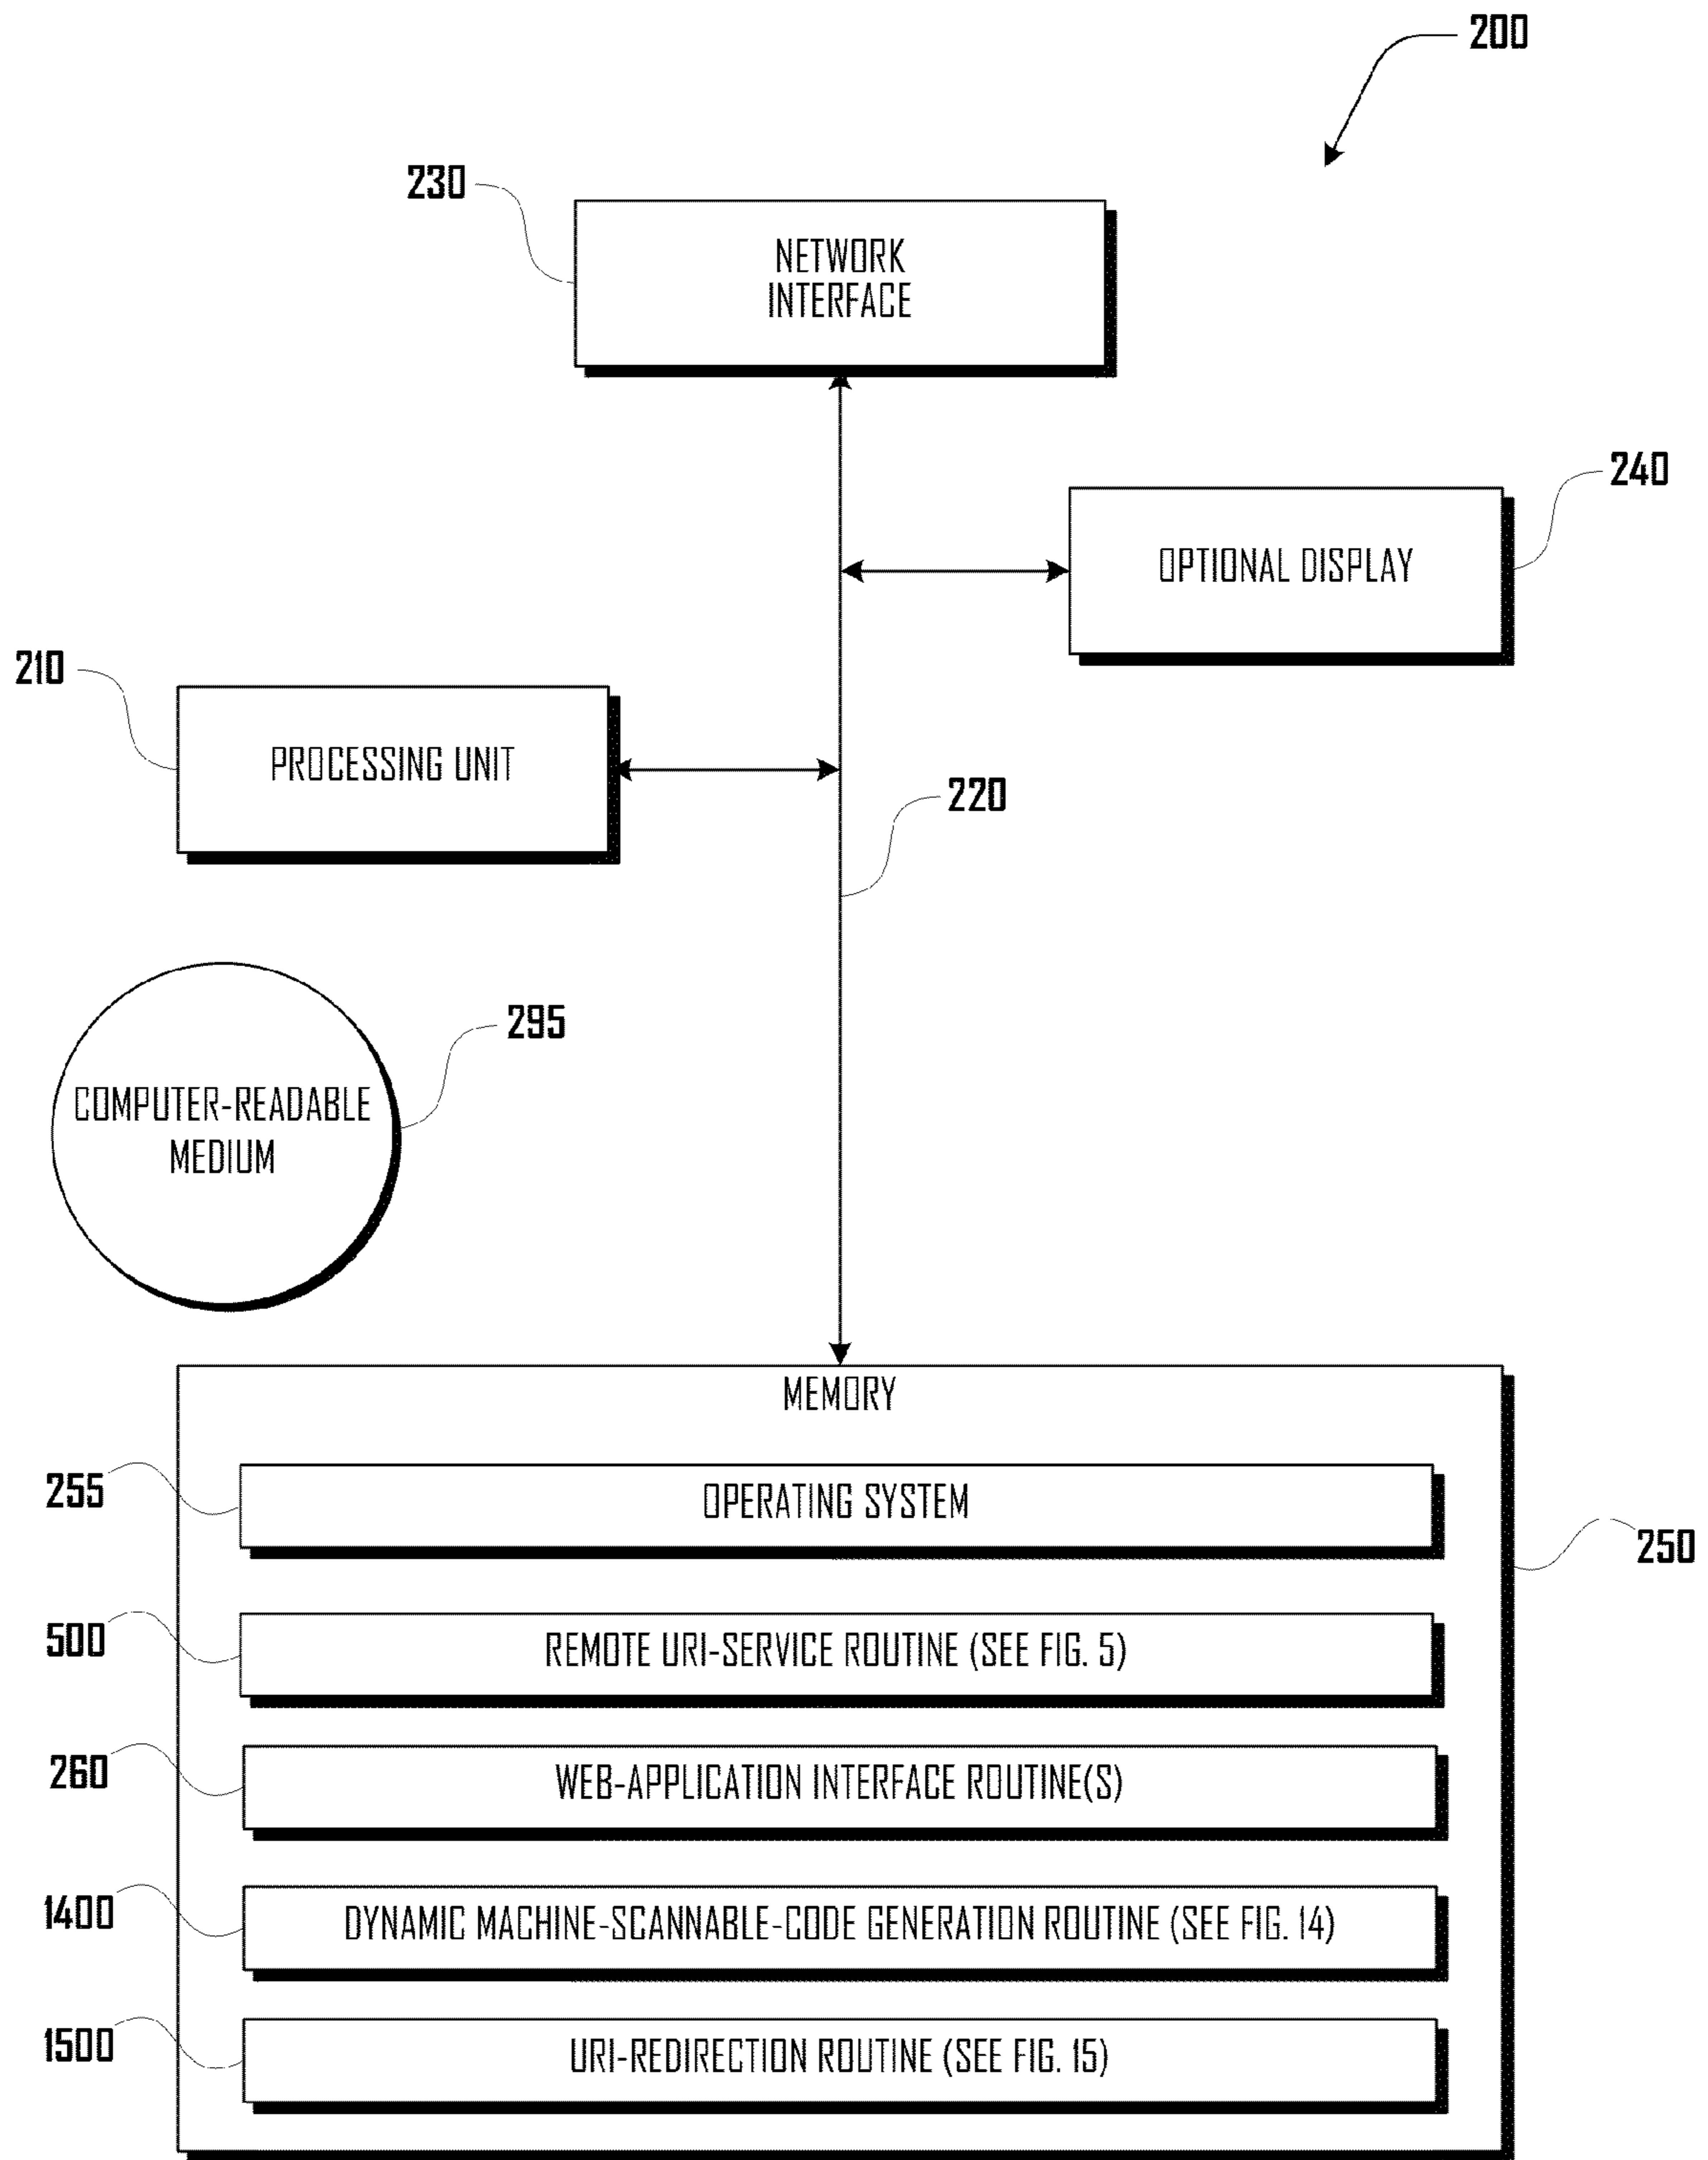 200
230
NETWORK
INTERFACE
240
OPTIONAL DISPLAY
210
PROCESSING UNIT
220
295
COMPUTER-READABLE
MEDIUM
MEMORY
255
OPERATING SYSTEM
250
500
REMOTE URI-SERVICE ROUTINE (SEE FIG. 5)
260
WEB-APPLICATION INTERFACE ROUTINE(S)
1400
DYNAMIC MACHINE-SCANNABLE-CODE GENERATION ROUTINE (SEE FIG. 14)
1500
URI-REDIRECTION ROUTINE (SEE FIG. 15)